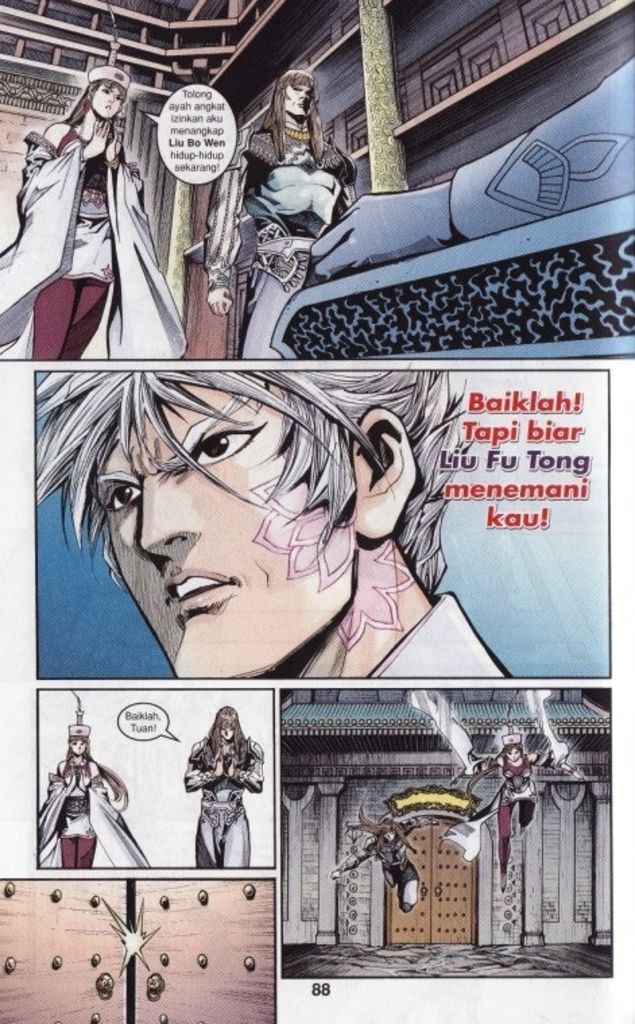 Tolong
ayah angkat
izinkan aku
menangkap
Liu Bo Wen
hidup-hidup
sekarang!
Baiklah!
Tapi biar
Liu Fu Tong
menemani
kau!
Baiklah,
Tuan!
88